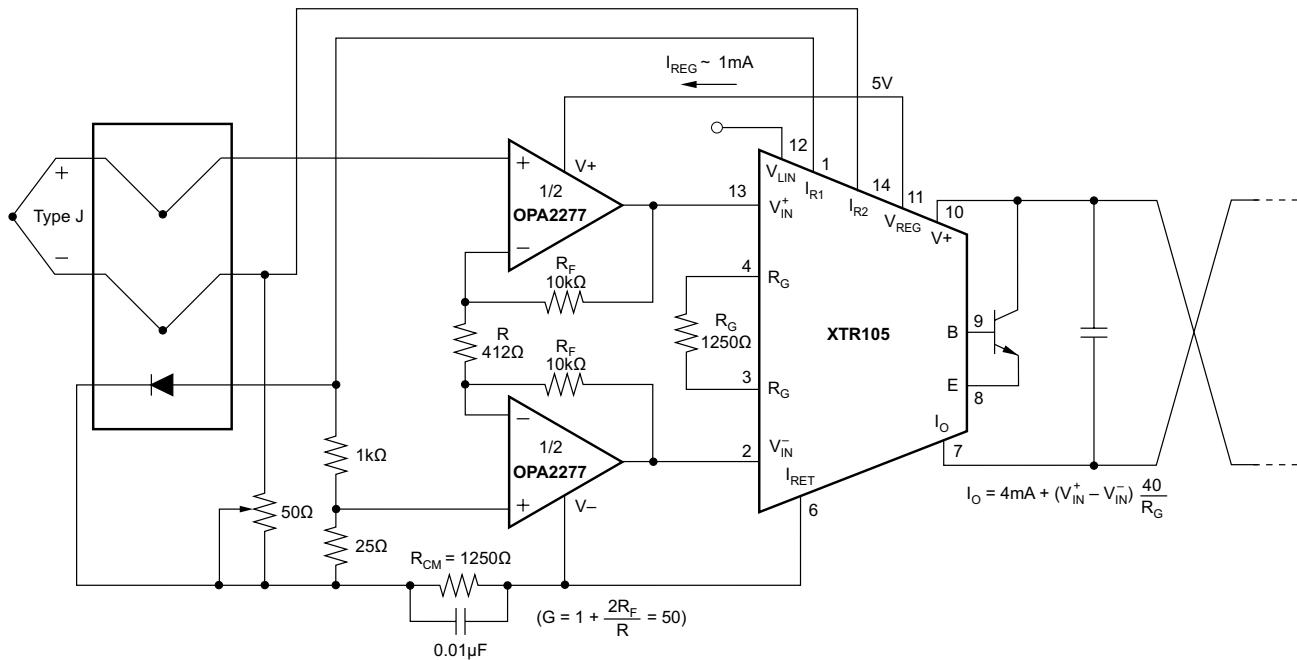 I_REG ~ 1mA
5V
Type J
+
−
+
−
V+
1/2
OPA2277
R_F
10kΩ
R
412Ω
R_F
10kΩ
−
+
1/2
OPA2277
V−
1kΩ
50Ω
25Ω
R_CM = 1250Ω
0.01µF
(G = 1 + 2R_F/R = 50)
12
1
14
11
10
13
4
3
2
9
8
7
6
V_LIN
I_R1
I_R2
V_REG
V+
V_IN^+
R_G
R_G
1250Ω
R_G
V_IN^−
I_RET
XTR105
B
E
I_O
I_O = 4mA + (V_IN^+ − V_IN^−) 40/R_G